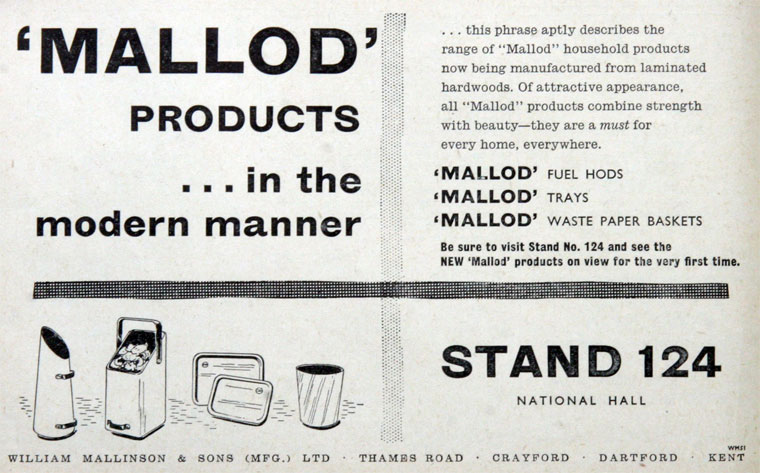 ‘MALLOD’
PRODUCTS
...in the
modern manner
... this phrase aptly describes the
range of “Mallod” household products
now being manufactured from laminated
hardwoods. Of attractive appearance,
all “Mallod” products combine strength
with beauty—they are a must for
every home, everywhere.
‘MALLOD’ FUEL HODS
‘MALLOD’ TRAYS
‘MALLOD’ WASTE PAPER BASKETS
Be sure to visit Stand No. 124 and see the
NEW ‘Mallod’ products on view for the very first time.
STAND 124
NATIONAL HALL
WMS1
WILLIAM MALLINSON & SONS (MFG.) LTD · THAMES ROAD · CRAYFORD · DARTFORD · KENT